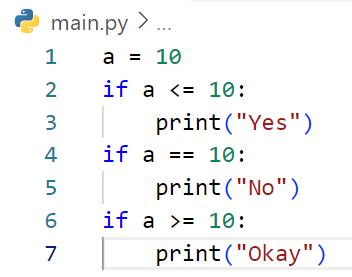 main.py > ...
1 a = 10
2 if a <= 10:
3     print("Yes")
4 if a == 10:
5     print("No")
6 if a >= 10:
7     print("Okay")